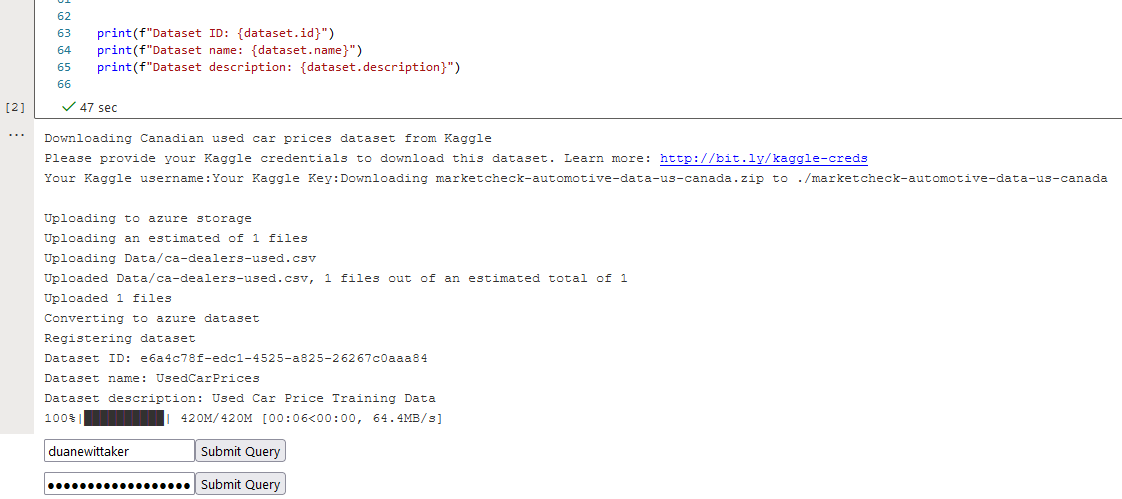 62
63 print(f"Dataset ID: {dataset.id}")
64 print(f"Dataset name: {dataset.name}")
65 print(f"Dataset description: {dataset.description}")
66
[2] 47 sec
...
Downloading Canadian used car prices dataset from Kaggle
Please provide your Kaggle credentials to download this dataset. Learn more: http://bit.ly/kaggle-creds
Your Kaggle username:Your Kaggle Key:Downloading marketcheck-automotive-data-us-canada.zip to ./marketcheck-automotive-data-us-canada
Uploading to azure storage
Uploading an estimated of 1 files
Uploading Data/ca-dealers-used.csv
Uploaded Data/ca-dealers-used.csv, 1 files out of an estimated total of 1
Uploaded 1 files
Converting to azure dataset
Registering dataset
Dataset ID: e6a4c78f-edc1-4525-a825-26267c0aaa84
Dataset name: UsedCarPrices
Dataset description: Used Car Price Training Data
100%|██████████| 420M/420M [00:06<00:00, 64.4MB/s]
duanewittaker Submit Query
●●●●●●●●●●●●●●●●●● Submit Query